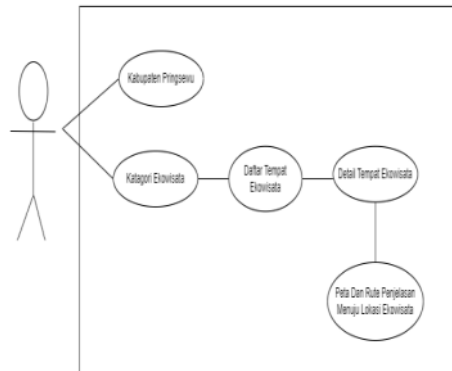 Kabupaten Pringsewu
Katagori Ekowisata
Daftar Tempat
Ekowisata
Detail Tempat Ekowisata
Peta Dan Rute Penjelasan
Menuju Lokasi Ekowisata